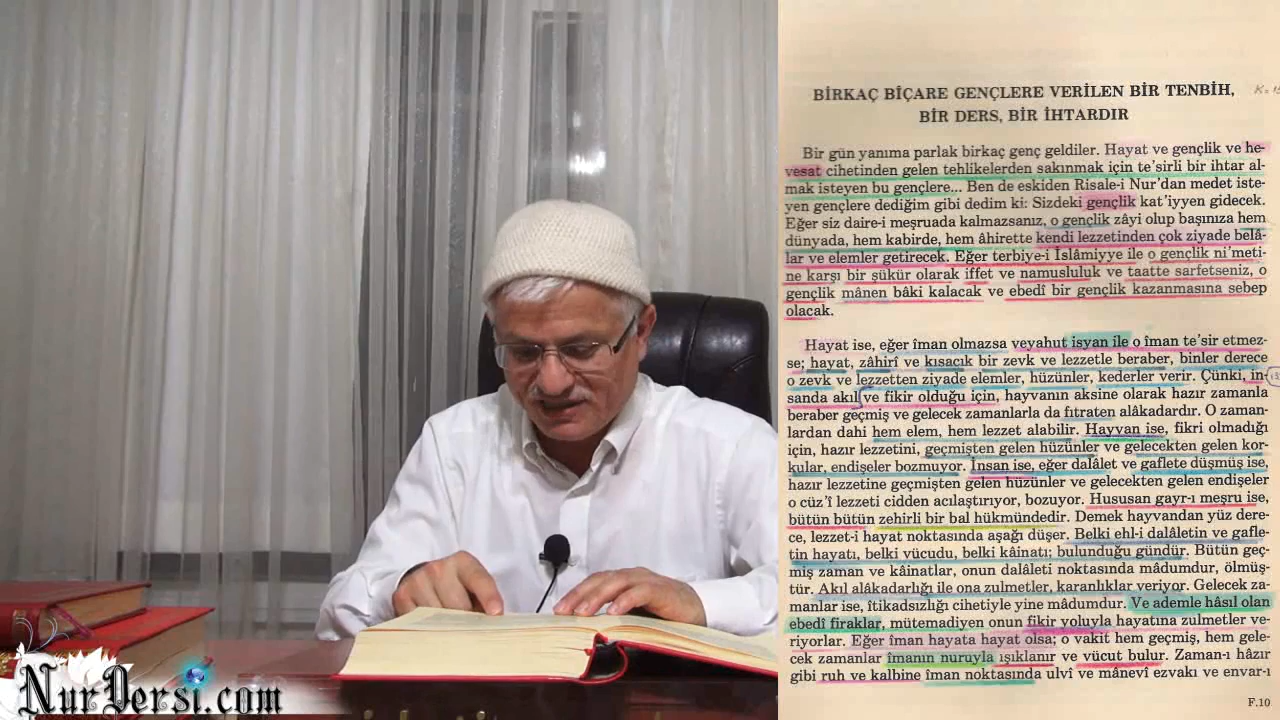 BİRKAÇ BİÇARE GENÇLERE VERİLEN BİR TENBİH,
BİR DERS, BİR İHTARDIR
Bir gün yanıma parlak birkaç genç geldiler. Hayat ve gençlik ve he-
vesat cihetinden gelen tehlikelerden sakınmak için te'sirli bir ihtar al-
mak isteyen bu gençlere... Ben de eskiden Risale-i Nur'dan medet iste-
yen gençlere dediğim gibi dedim ki: Sizdeki gençlik kat'iyyen gidecek.
Eğer siz daire-i meşruada kalmazsanız, o gençlik zâyi olup başınıza hem
dünyada, hem kabirde, hem âhirette kendi lezzetinden çok ziyade belâ-
lar ve elemler getirecek. Eğer terbiye-i İslâmiyye ile o gençlik ni'meti-
ne karşı bir şükür olarak iffet ve namusluluk ve taatte sarfetseniz, o
gençlik mânen bâki kalacak ve ebedî bir gençlik kazanmasına sebep
olacak.
Hayat ise, eğer îman olmazsa veyahut isyan ile o îman te'sir etmez-
se; hayat, zâhirî ve kısacık bir zevk ve lezzetle beraber, binler derece
o zevk ve lezzetten ziyade elemler, hüzünler, kederler verir. Çünki, in-
sanda akıl ve fikir olduğu için, hayvanın aksine olarak hazır zamanla
beraber geçmiş ve gelecek zamanlarla da fıtraten alâkadardır. O zaman-
lardan dahi hem elem, hem lezzet alabilir. Hayvan ise, fikri olmadığı
için, hazır lezzetini, geçmişten gelen hüzünler ve gelecekten gelen kor-
kular, endişeler bozmuyor. İnsan ise, eğer dalâlet ve gaflete düşmüş ise,
hazır lezzetine geçmişten gelen hüzünler ve gelecekten gelen endişeler
o cüz'î lezzeti cidden acılaştırıyor, bozuyor. Hususan gayr-ı meşru ise,
bütün bütün zehirli bir bal hükmündedir. Demek hayvandan yüz dere-
ce, lezzet-i hayat noktasında aşağı düşer. Belki ehl-i dalâletin ve gafle-
tin hayatı, belki vücudu, belki kâinatı; bulunduğu gündür. Bütün geç-
miş zaman ve kâinatlar, onun dalâleti noktasında mâdumdur, ölmüş-
tür. Akıl alâkadarlığı ile ona zulmetler, karanlıklar veriyor. Gelecek za-
manlar ise, îtikadsızlığı cihetiyle yine mâdumdur. Ve ademle hâsıl olan
ebedî firaklar, mütemadiyen onun fikir yoluyla hayatına zulmetler ve-
riyorlar. Eğer îman hayata hayat olsa; o vakit hem geçmiş, hem gele-
cek zamanlar îmanın nuruyla ışıklanır ve vücut bulur. Zaman-ı hâzır
gibi ruh ve kalbine îman noktasında ulvî ve mânevî ezvakı ve envar-ı
F.10
NurDersi.com